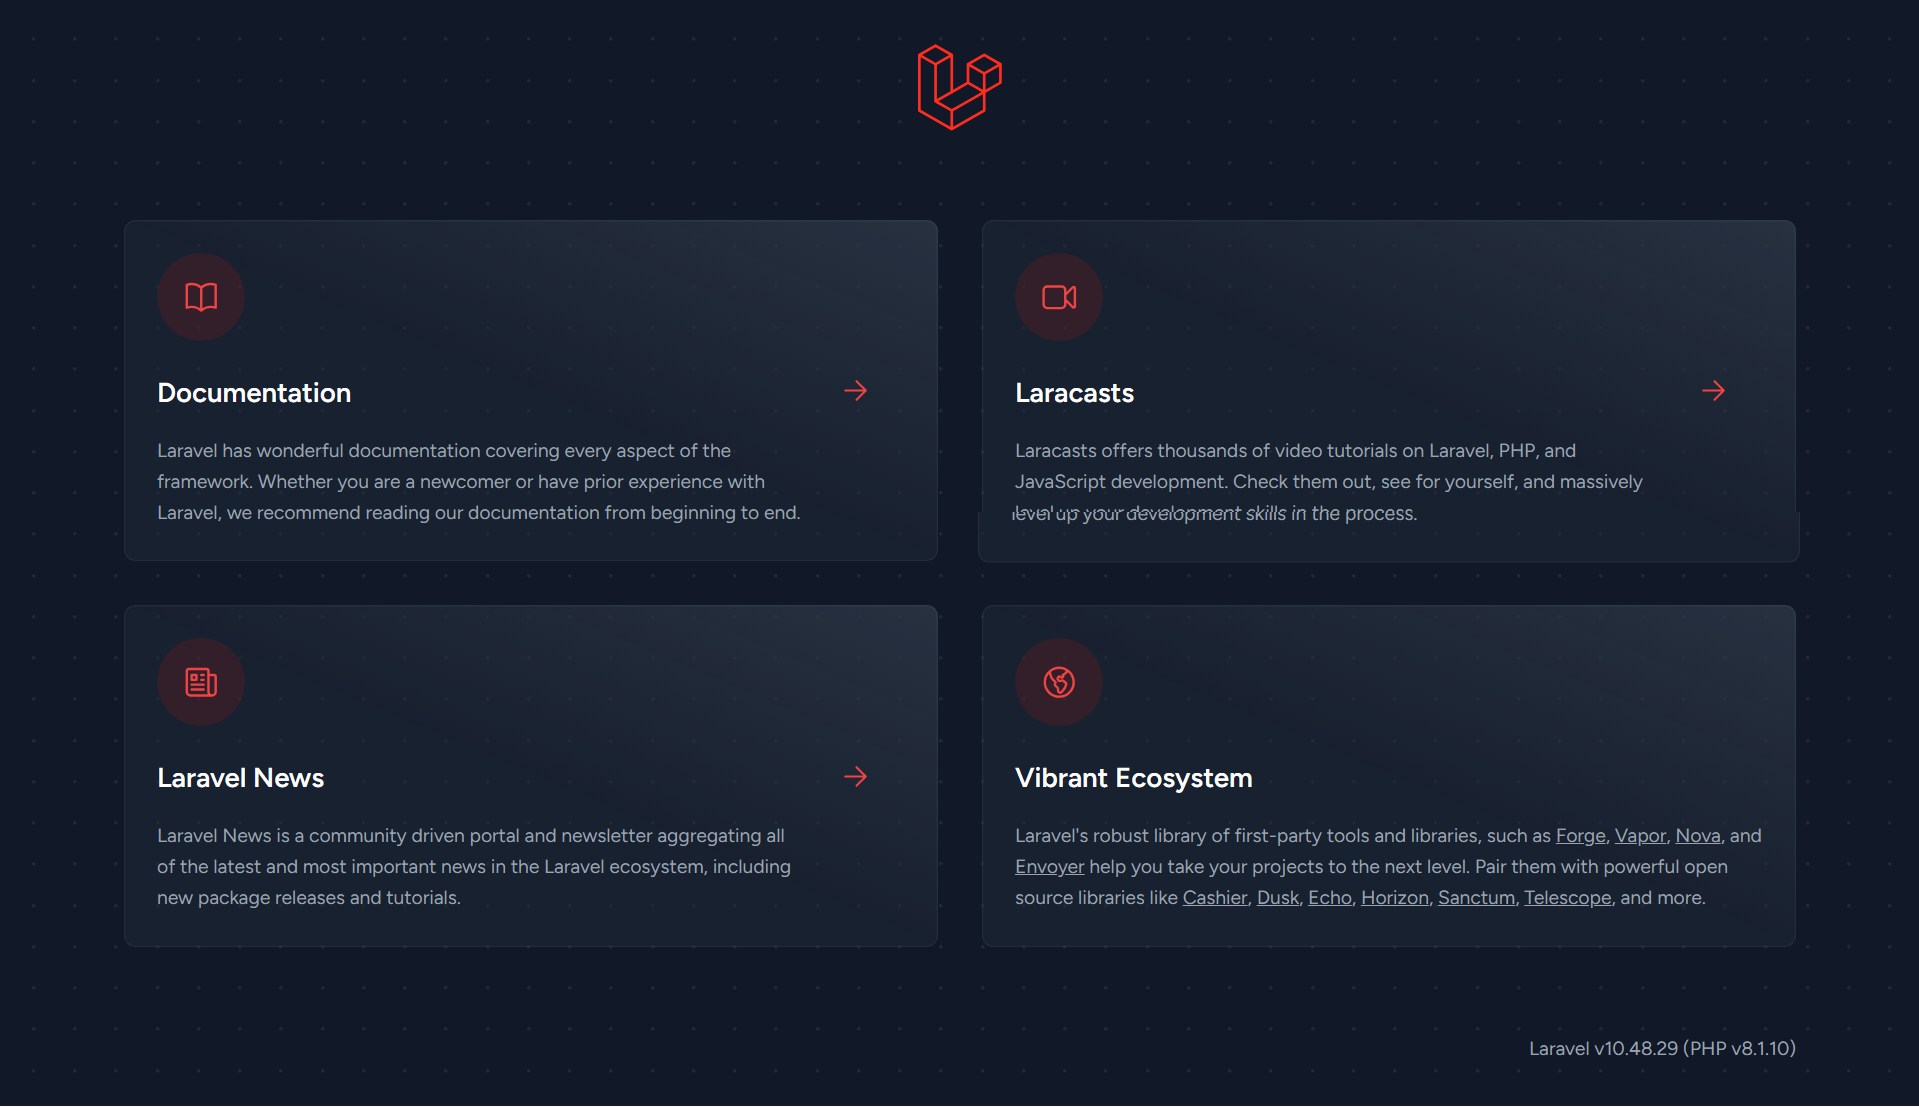 Documentation
Laravel has wonderful documentation covering every aspect of the
framework. Whether you are a newcomer or have prior experience with
Laravel, we recommend reading our documentation from beginning to end.
Laracasts
Laracasts offers thousands of video tutorials on Laravel, PHP, and
JavaScript development. Check them out, see for yourself, and massively
level up your development skills in the process.
Laravel News
Laravel News is a community driven portal and newsletter aggregating all
of the latest and most important news in the Laravel ecosystem, including
new package releases and tutorials.
Vibrant Ecosystem
Laravel's robust library of first-party tools and libraries, such as Forge, Vapor, Nova, and
Envoyer help you take your projects to the next level. Pair them with powerful open
source libraries like Cashier, Dusk, Echo, Horizon, Sanctum, Telescope, and more.
Laravel v10.48.29 (PHP v8.1.10)